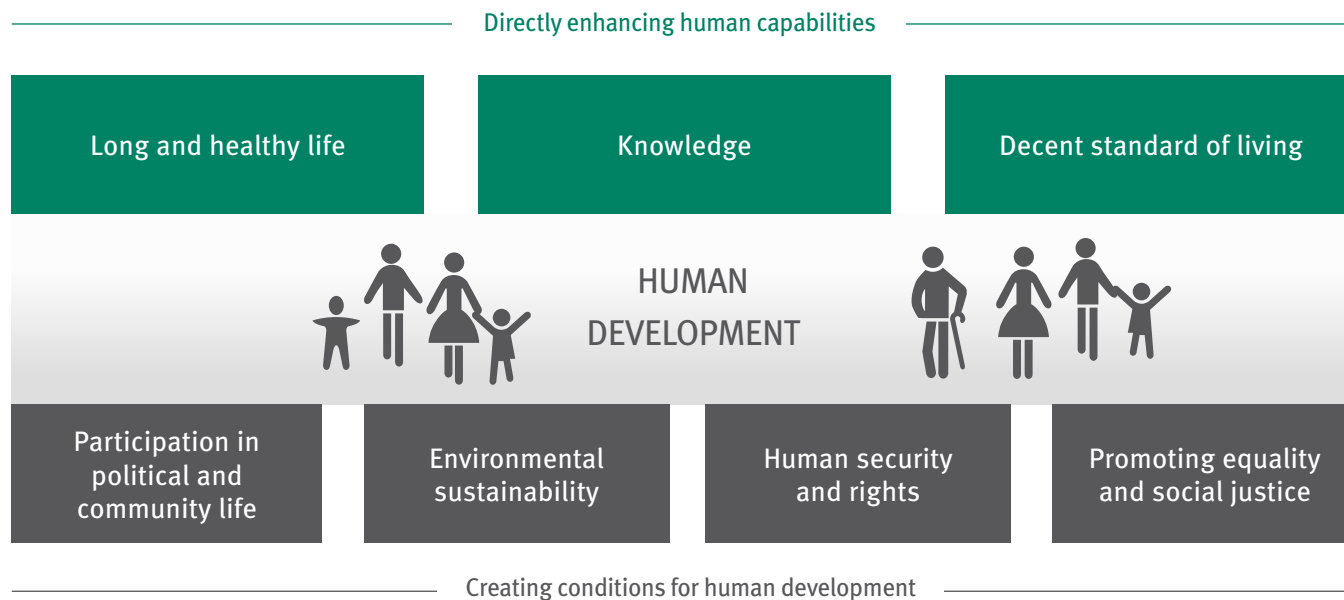 Directly enhancing human capabilities
Long and healthy life
Knowledge
Decent standard of living
HUMAN
DEVELOPMENT
Participation in
political and
community life
Environmental
sustainability
Human security
and rights
Promoting equality
and social justice
Creating conditions for human development